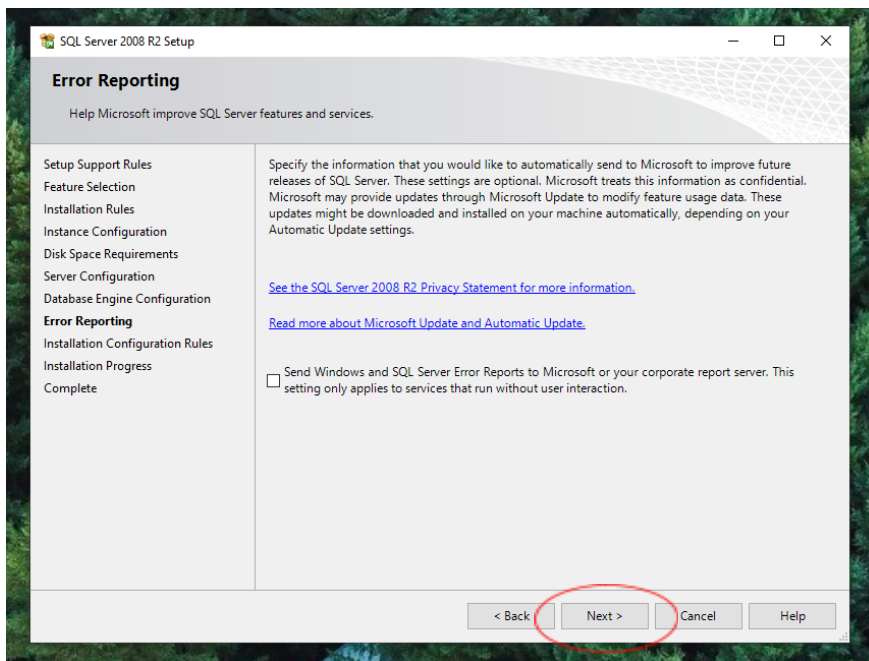 SQL Server 2008 R2 Setup
Error Reporting
Help Microsoft improve SQL Server features and services.
Setup Support Rules
Feature Selection
Installation Rules
Instance Configuration
Disk Space Requirements
Server Configuration
Database Engine Configuration
Error Reporting
Installation Configuration Rules
Installation Progress
Complete
Specify the information that you would like to automatically send to Microsoft to improve future
releases of SQL Server. These settings are optional. Microsoft treats this information as confidential.
Microsoft may provide updates through Microsoft Update to modify feature usage data. These
updates might be downloaded and installed on your machine automatically, depending on your
Automatic Update settings.
See the SQL Server 2008 R2 Privacy Statement for more information.
Read more about Microsoft Update and Automatic Update.
Send Windows and SQL Server Error Reports to Microsoft or your corporate report server. This
setting only applies to services that run without user interaction.
< Back
Next >
Cancel
Help